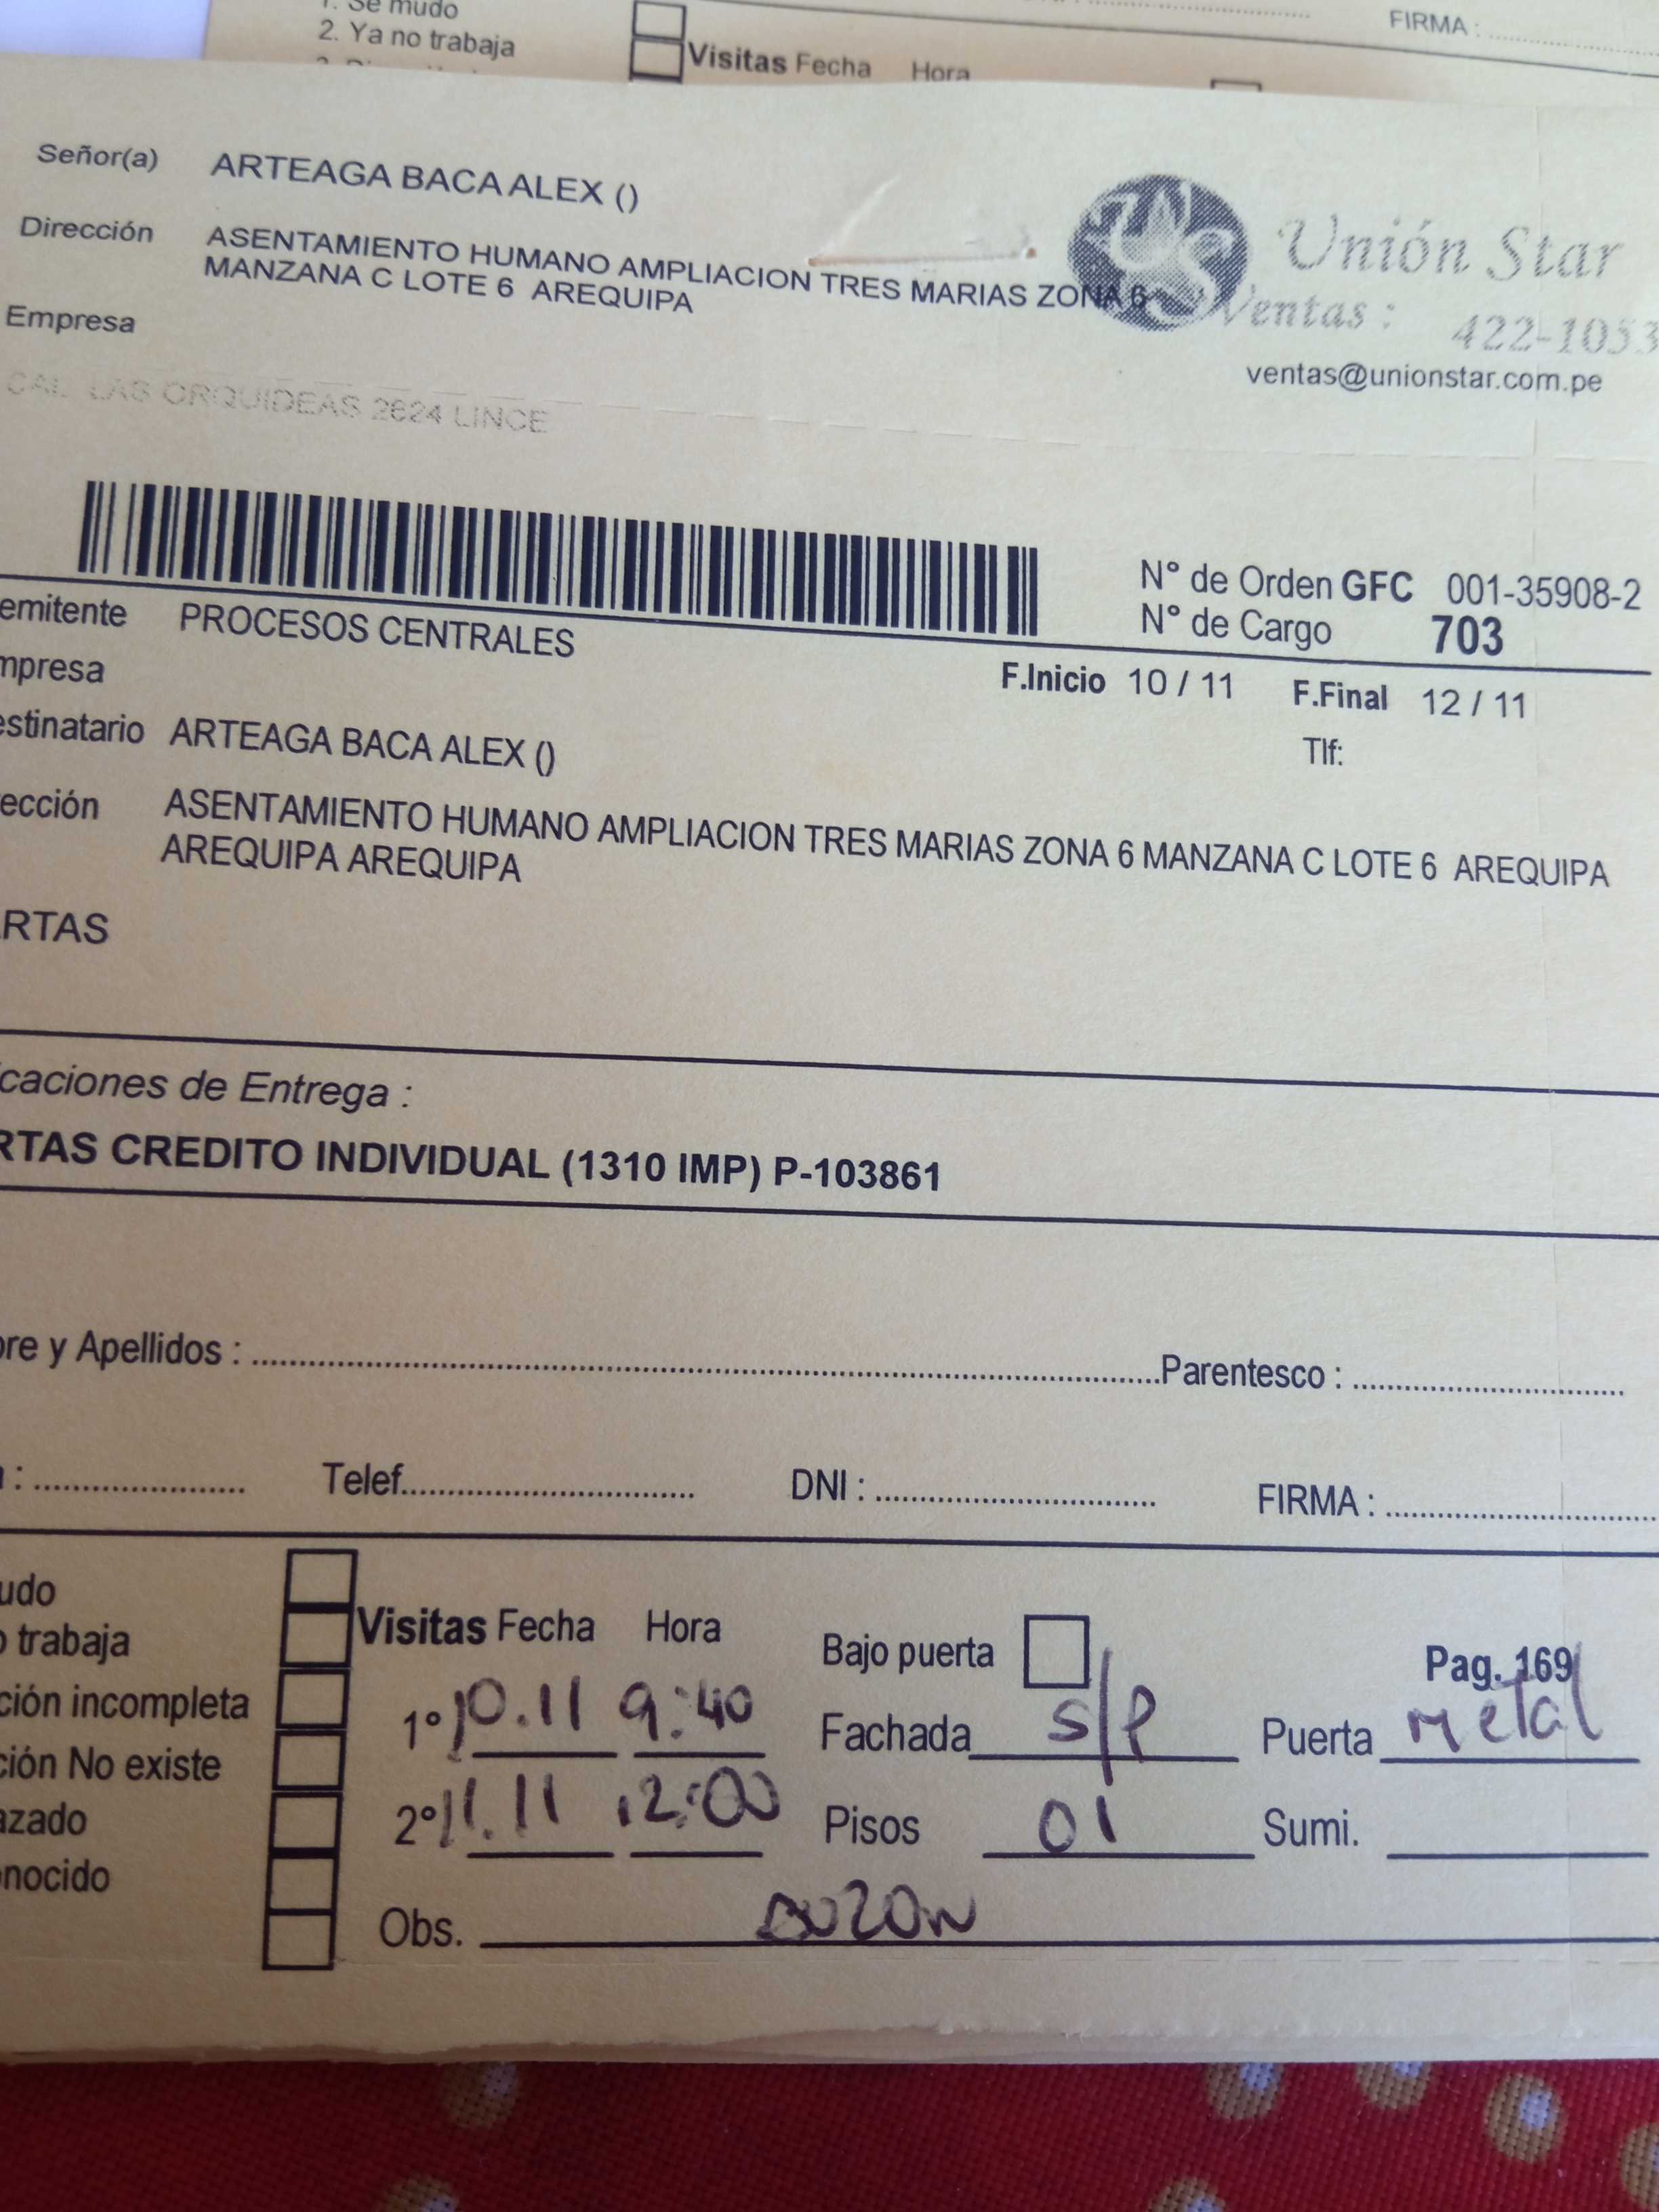 1. Se mudo
2. Ya no trabaja
Visitas Fecha Hora
FIRMA :
Señor(a) ARTEAGA BACA ALEX ()
Dirección ASENTAMIENTO HUMANO AMPLIACION TRES MARIAS ZONA 6
MANZANA C LOTE 6 AREQUIPA
Empresa
Unión Star
Ventas : 422-1053
ventas@unionstar.com.pe
CAL LAS ORQUIDEAS 2624 LINCE
N° de Orden GFC 001-35908-2
N° de Cargo 703
emitente PROCESOS CENTRALES
mpresa
F.Inicio 10 / 11 F.Final 12 / 11
estinatario ARTEAGA BACA ALEX ()
Tlf:
ección ASENTAMIENTO HUMANO AMPLIACION TRES MARIAS ZONA 6 MANZANA C LOTE 6 AREQUIPA
AREQUIPA AREQUIPA
RTAS
caciones de Entrega :
RTAS CREDITO INDIVIDUAL (1310 IMP) P-103861
bre y Apellidos : Parentesco :
: Telef. DNI : FIRMA :
udo
o trabaja
Visitas Fecha Hora Bajo puerta Pag. 169
ción incompleta
1° 10.11 9:40 Fachada S/P Puerta Metal
ción No existe
azado
2° 11.11 12:00 Pisos 01 Sumi.
nocido
Obs. BUZON